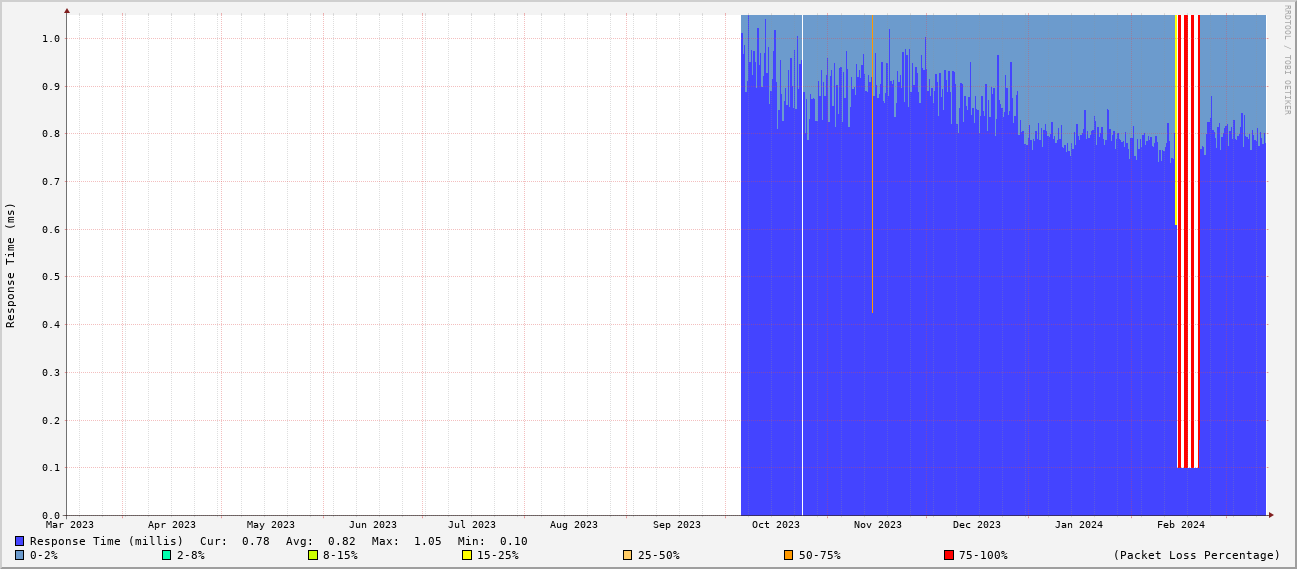 RRDTOOL / TOBI OETIKER
Response Time (ms)
1.0
0.9
0.8
0.7
0.6
0.5
0.4
0.3
0.2
0.1
0.0
Mar 2023 Apr 2023 May 2023 Jun 2023 Jul 2023 Aug 2023 Sep 2023 Oct 2023 Nov 2023 Dec 2023 Jan 2024 Feb 2024
Response Time (millis) Cur: 0.78 Avg: 0.82 Max: 1.05 Min: 0.10
0-2% 2-8% 8-15% 15-25% 25-50% 50-75% 75-100% (Packet Loss Percentage)